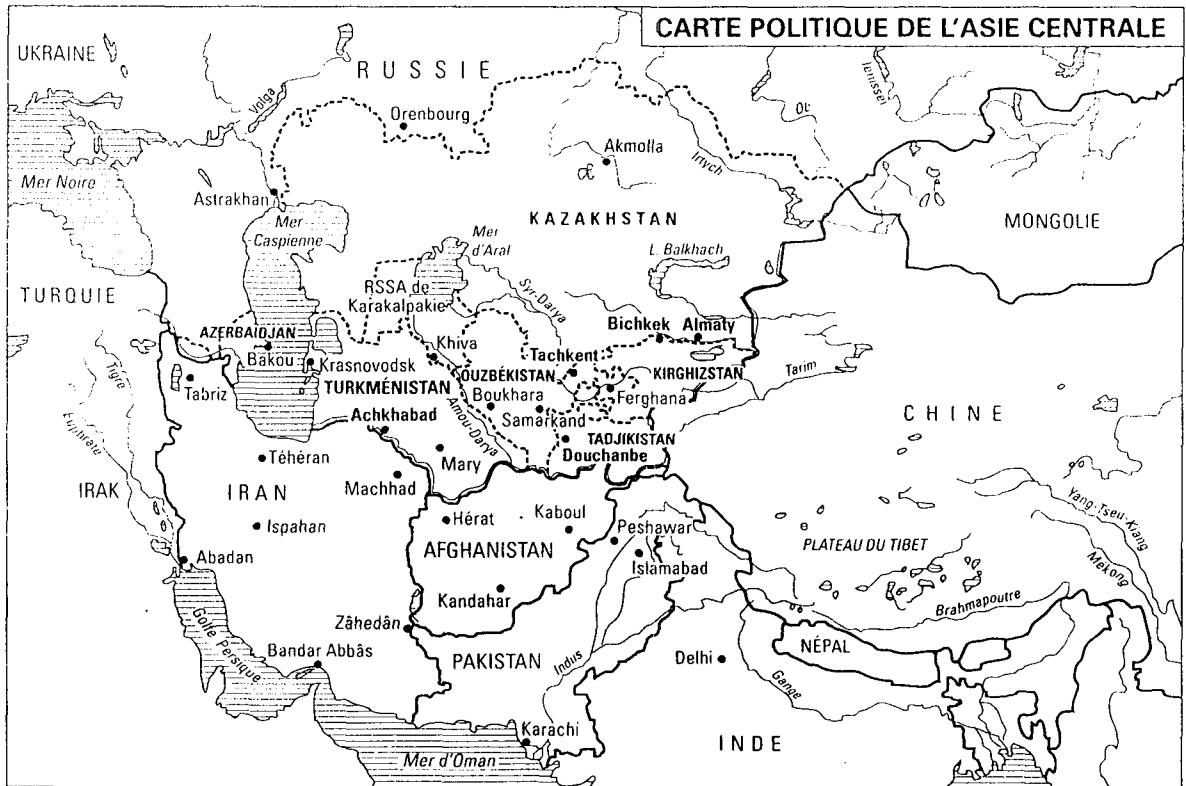 CARTE POLITIQUE DE L'ASIE CENTRALE
UKRAINE
RUSSIE
Volga
Ienissei
Ob
Orenbourg
Akmolla
Irtych
Mer Noire
Astrakhan
Mer
Caspienne
KAZAKHSTAN
MONGOLIE
Mer
d'Aral
L. Balkhach
TURQUIE
RSSA de
Karakalpakie
Syr-Darya
AZERBAIDJAN
Bakou
Krasnovodsk
Khiva
Bichkek
Almaty
Tachkent
OUZBÉKISTAN
KIRGHIZSTAN
Tarim
Tigre
Tabriz
TURKMÉNISTAN
Boukhara
Ferghana
Achkhabad
Amou-Darya
Samarkand
CHINE
Euphrate
TADJIKISTAN
Douchanbe
Téhéran
Mary
Machhad
IRAK
IRAN
Ispahan
Hérat
Kaboul
Peshawar
Yang-Tseu-Kiang
AFGHANISTAN
PLATEAU DU TIBET
Abadan
Islamabad
Mekong
Kandahar
Brahmapoutre
Golfe Persique
Zâhedân
Bandar Abbâs
PAKISTAN
Indus
Delhi
NÉPAL
Gange
Karachi
INDE
Mer d'Oman